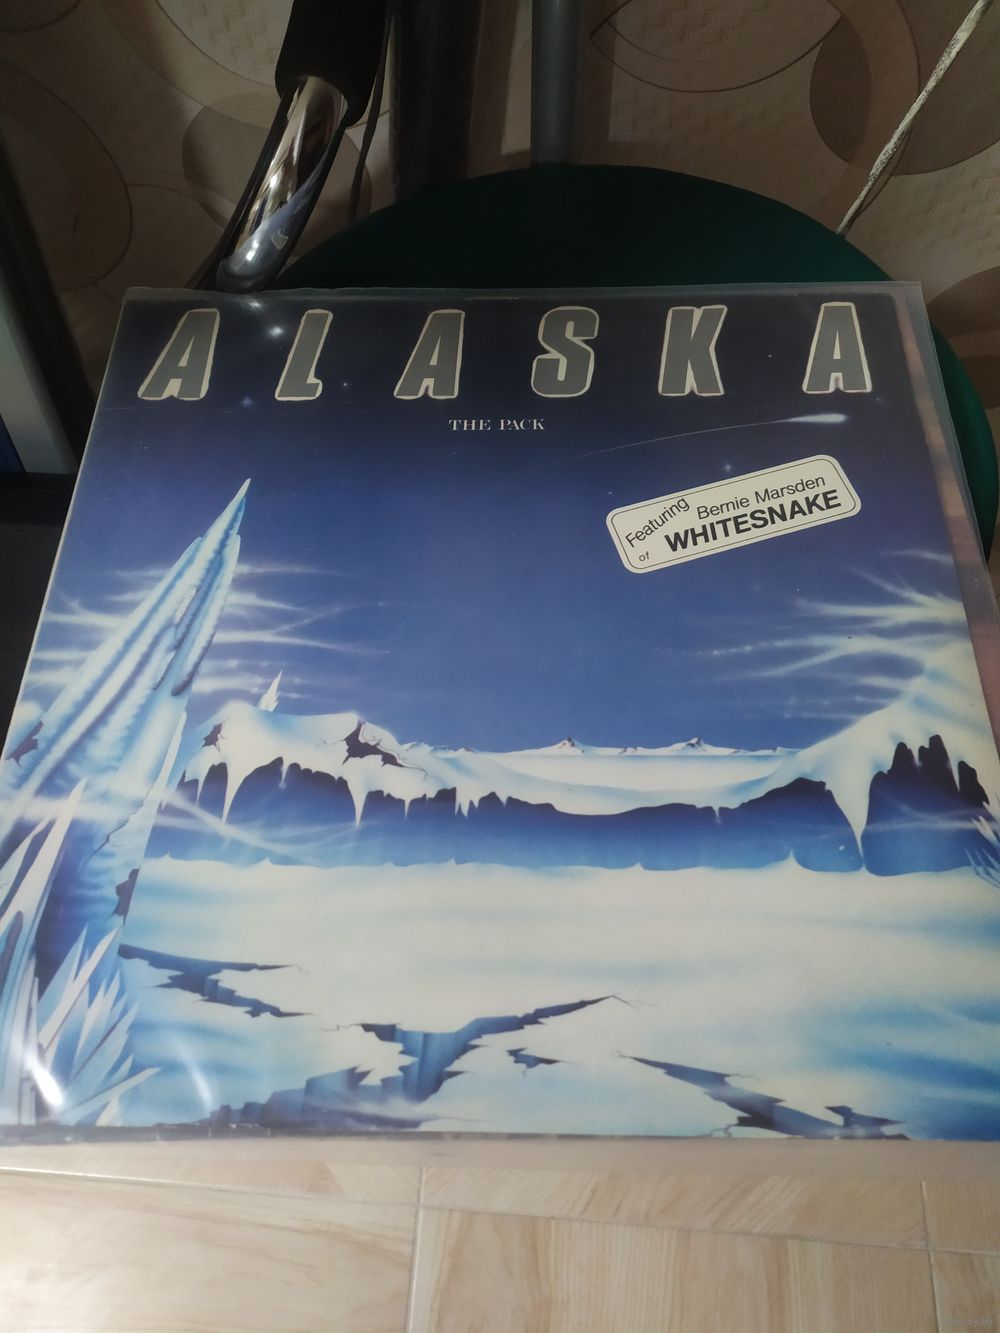 ALASKA
THE PACK
Featuring Bernie Marsden
of WHITESNAKE